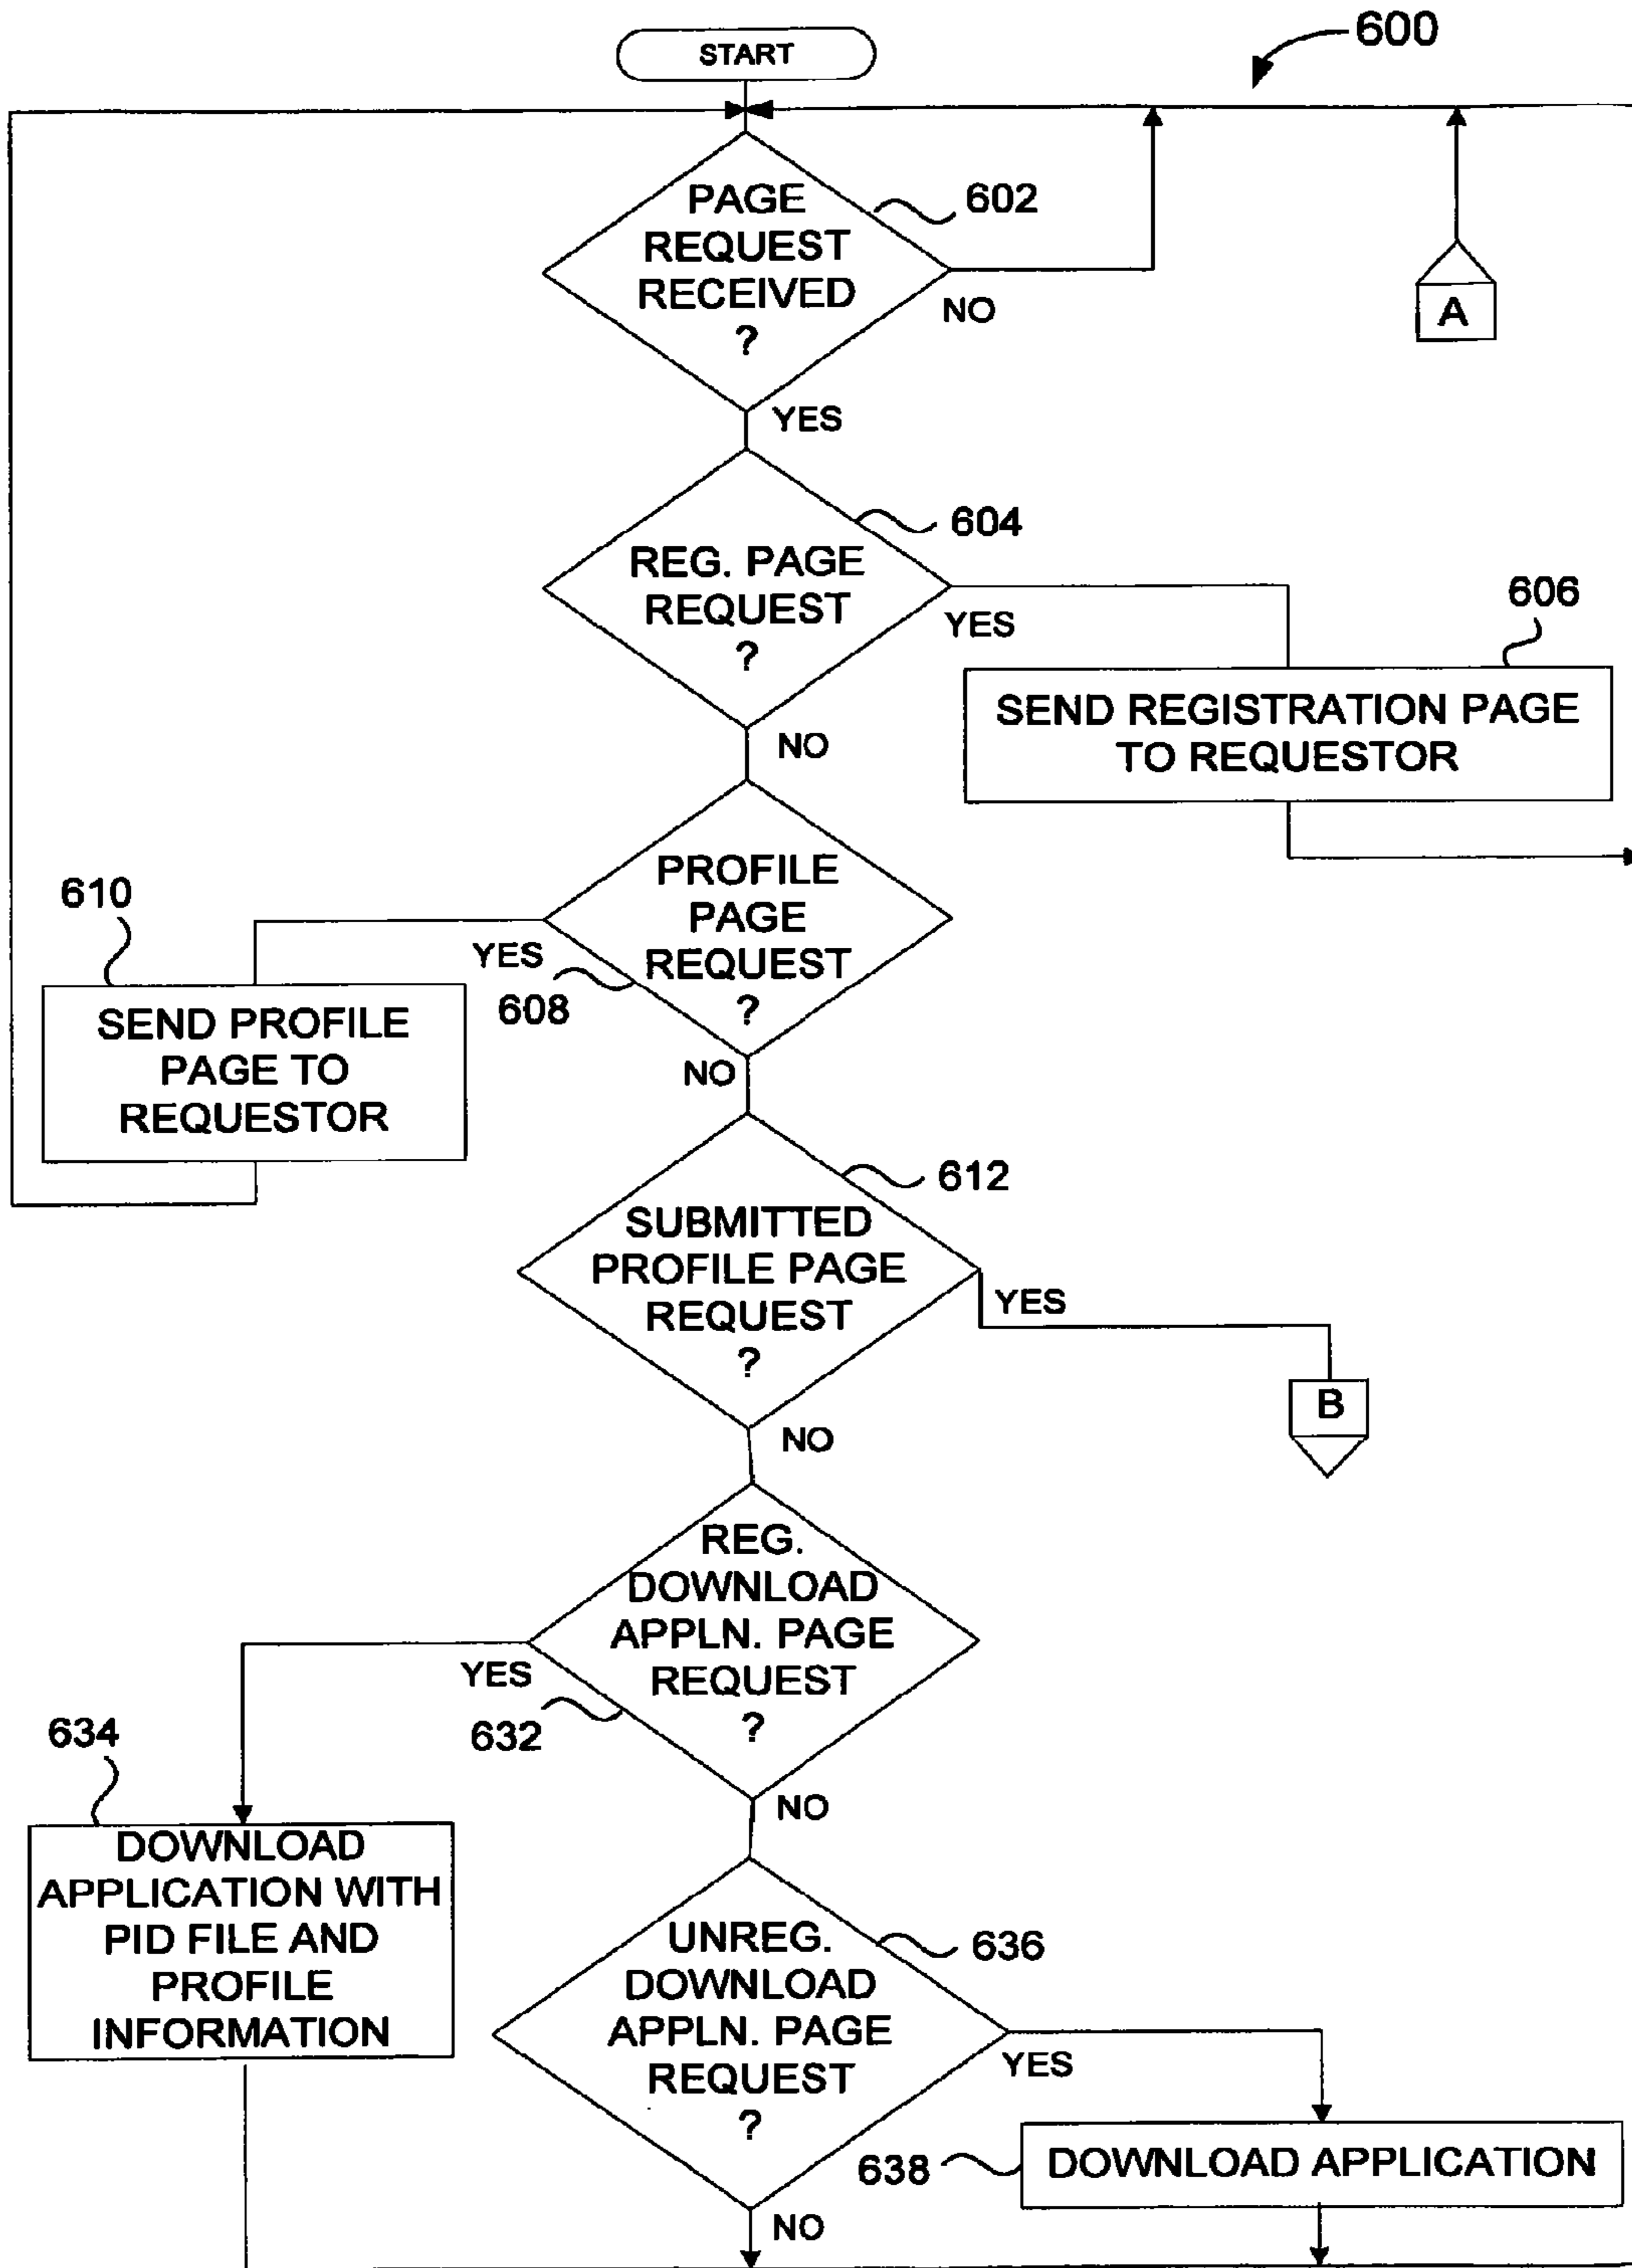 START
600
PAGE
REQUEST
RECEIVED
?
602
NO
A
YES
604
REG. PAGE
REQUEST
?
YES
606
SEND REGISTRATION PAGE
TO REQUESTOR
NO
PROFILE
PAGE
REQUEST
?
610
YES
608
SEND PROFILE
PAGE TO
REQUESTOR
NO
612
SUBMITTED
PROFILE PAGE
REQUEST
?
YES
B
NO
REG.
DOWNLOAD
APPLN. PAGE
REQUEST
?
YES
632
634
NO
DOWNLOAD
APPLICATION WITH
PID FILE AND
PROFILE
INFORMATION
UNREG.
DOWNLOAD
APPLN. PAGE
REQUEST
?
636
YES
638
DOWNLOAD APPLICATION
NO